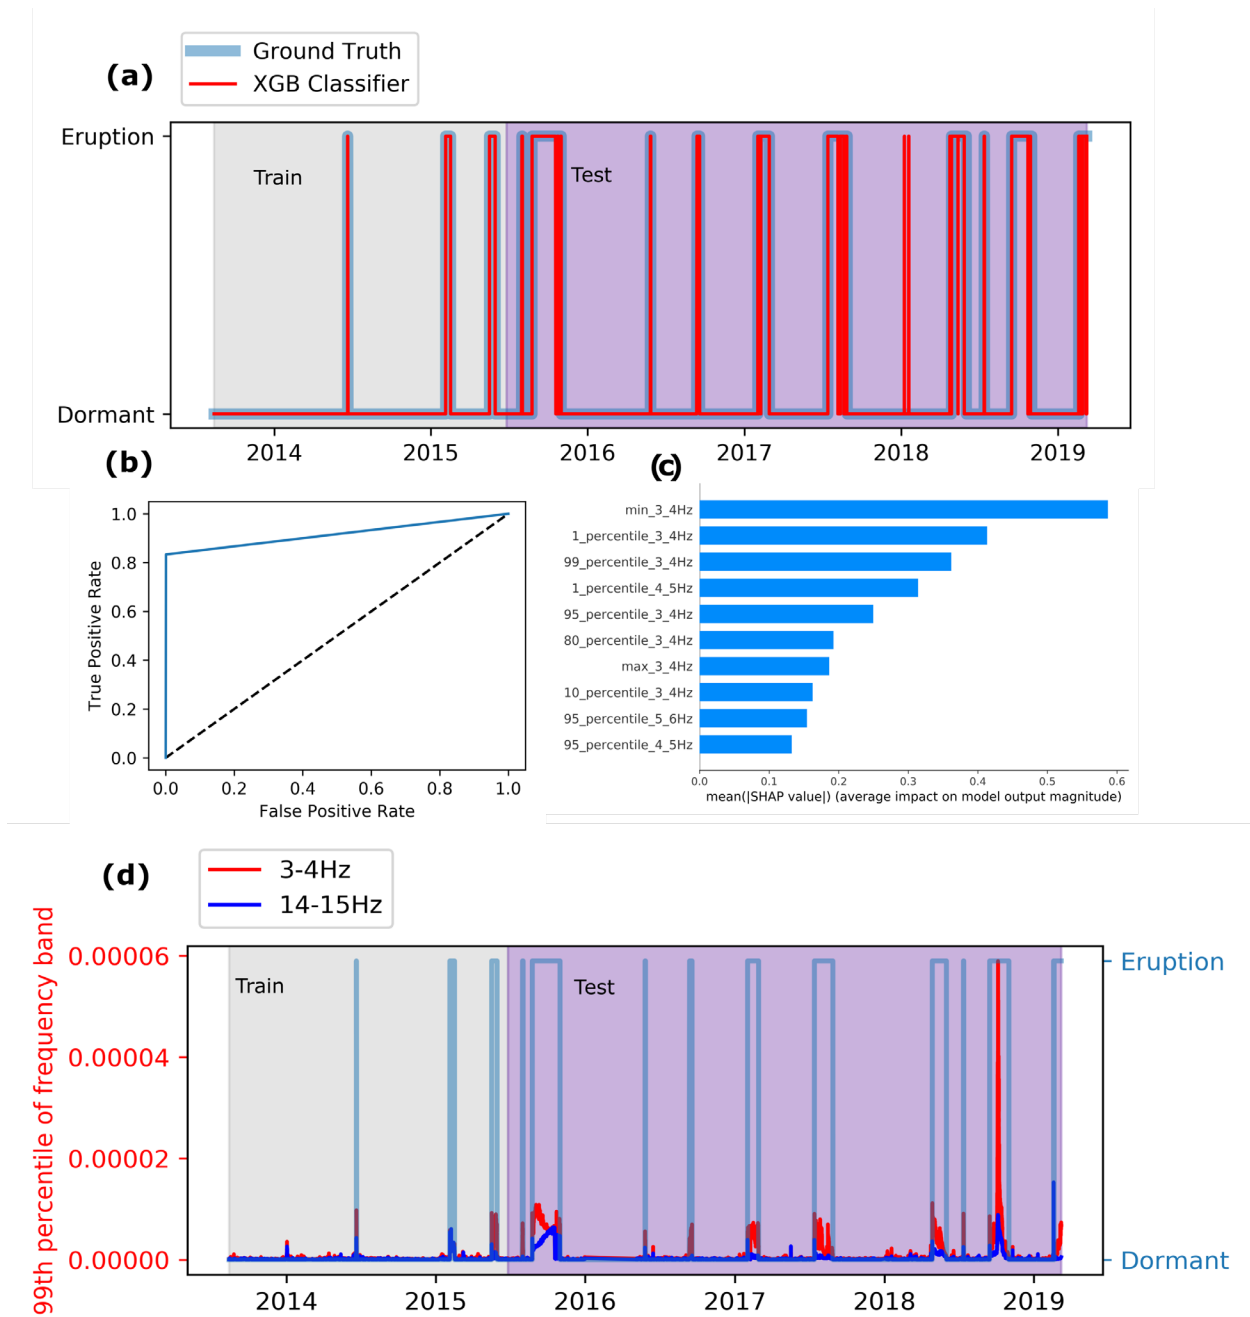 (a)
Ground Truth
XGB Classifier
Eruption
Dormant
Train
Test
2014 2015 2016 2017 2018 2019
(b)
True Positive Rate
1.0
0.8
0.6
0.4
0.2
0.0
0.0 0.2 0.4 0.6 0.8 1.0
False Positive Rate
(c)
min_3_4Hz
1_percentile_3_4Hz
99_percentile_3_4Hz
1_percentile_4_5Hz
95_percentile_3_4Hz
80_percentile_3_4Hz
max_3_4Hz
10_percentile_3_4Hz
95_percentile_5_6Hz
95_percentile_4_5Hz
0.0 0.1 0.2 0.3 0.4 0.5 0.6
mean(|SHAP value|) (average impact on model output magnitude)
(d)
3-4Hz
14-15Hz
99th percentile of frequency band
0.00006
0.00004
0.00002
0.00000
Train
Test
Eruption
Dormant
2014 2015 2016 2017 2018 2019